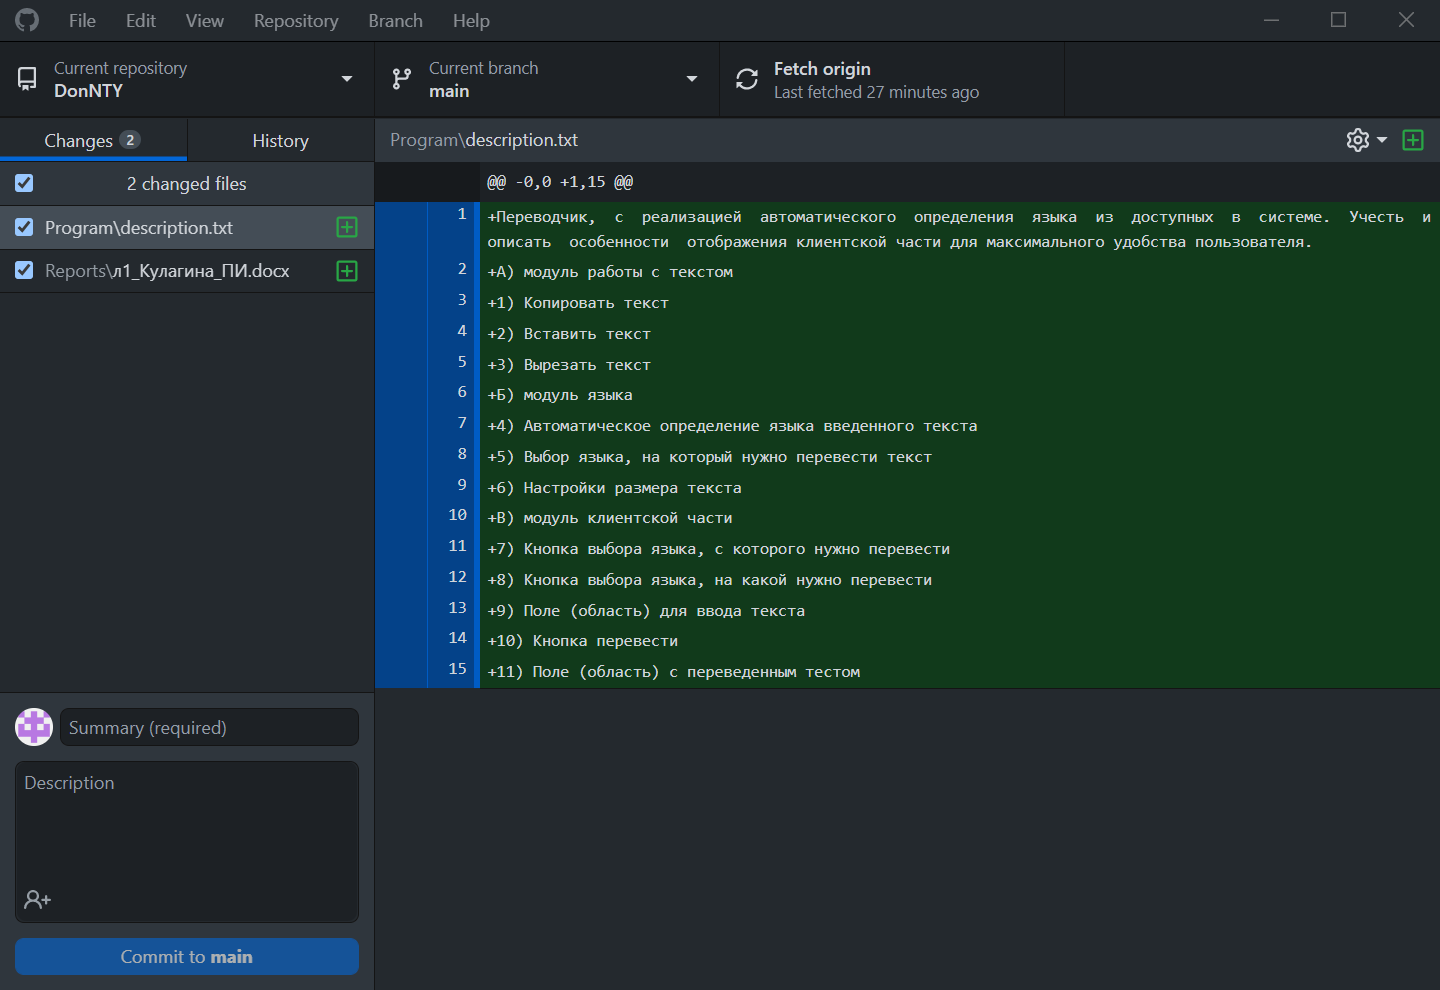 File Edit View Repository Branch Help
Current repository
DonNTY
Current branch
main
Fetch origin
Last fetched 27 minutes ago
Changes 2
History
2 changed files
Program\description.txt
Reports\л1_Кулагина_ПИ.docx
Program\description.txt
@@ -0,0 +1,15 @@
1 +Переводчик, с реализацией автоматического определения языка из доступных в системе. Учесть и
описать особенности отображения клиентской части для максимального удобства пользователя.
2 +А) модуль работы с текстом
3 +1) Копировать текст
4 +2) Вставить текст
5 +3) Вырезать текст
6 +Б) модуль языка
7 +4) Автоматическое определение языка введенного текста
8 +5) Выбор языка, на который нужно перевести текст
9 +6) Настройки размера текста
10 +В) модуль клиентской части
11 +7) Кнопка выбора языка, с которого нужно перевести
12 +8) Кнопка выбора языка, на какой нужно перевести
13 +9) Поле (область) для ввода текста
14 +10) Кнопка перевести
15 +11) Поле (область) с переведенным тестом
Summary (required)
Description
Commit to main